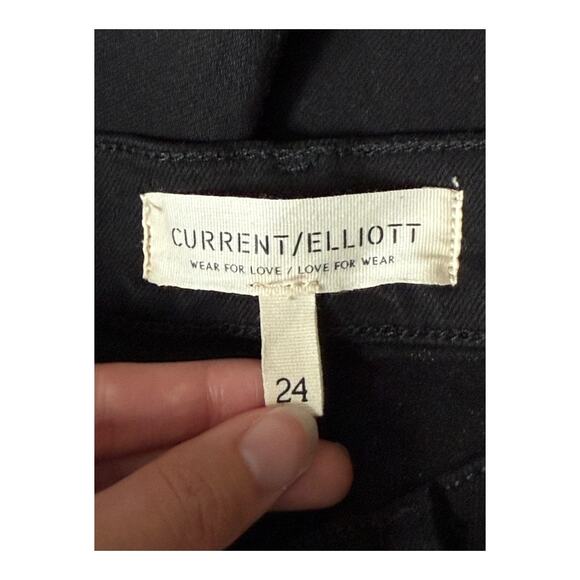 CURRENT/ELLIOTT
WEAR FOR LOVE / LOVE FOR WEAR
24